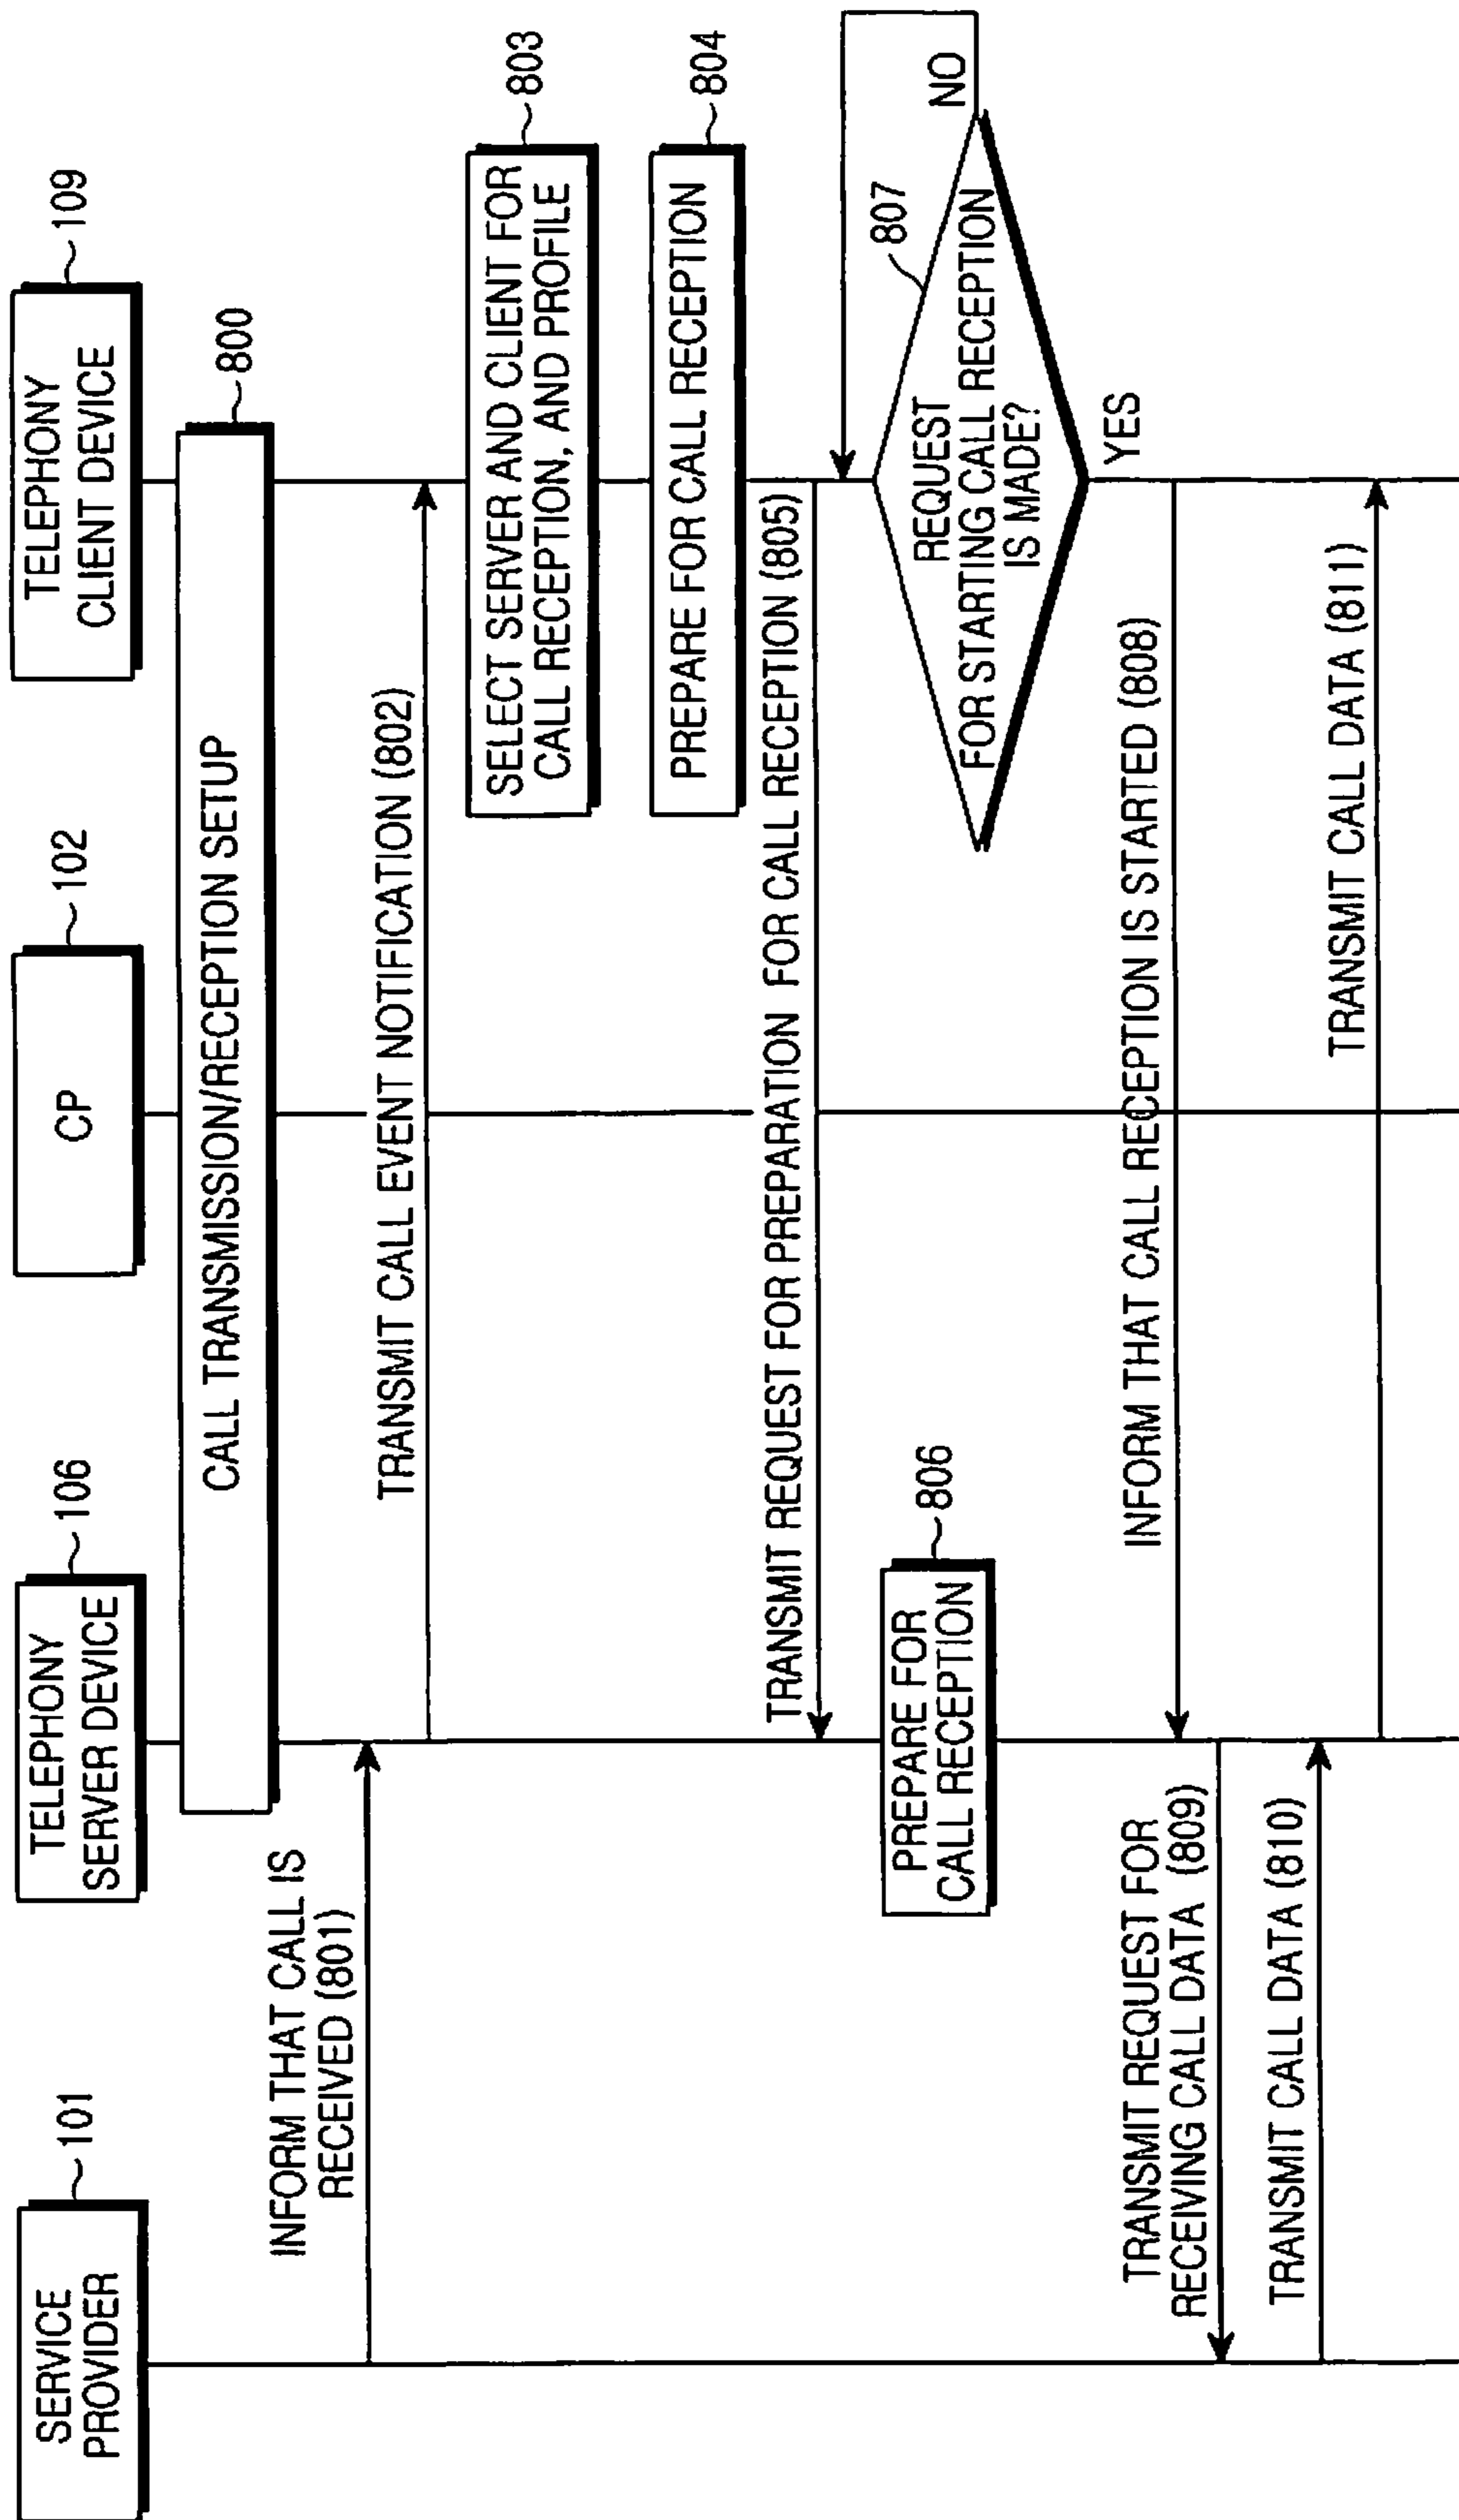 SERVICE
PROVIDER
101
TELEPHONY
SERVER DEVICE
106
CP
102
TELEPHONY
CLIENT DEVICE
109
CALL TRANSMISSION/RECEPTION SETUP
800
INFORM THAT CALL IS
RECEIVED (801)
TRANSMIT CALL EVENT NOTIFICATION (802)
SELECT SERVER AND CLIENT FOR
CALL RECEPTION, AND PROFILE
803
PREPARE FOR CALL RECEPTION
804
TRANSMIT REQUEST FOR PREPARATION FOR CALL RECEPTION (805)
PREPARE FOR
CALL RECEPTION
806
REQUEST
FOR STARTING CALL RECEPTION
IS MADE?
807
NO
YES
INFORM THAT CALL RECEPTION IS STARTED (808)
TRANSMIT REQUEST FOR
RECEIVING CALL DATA (809)
TRANSMIT CALL DATA (810)
TRANSMIT CALL DATA (811)